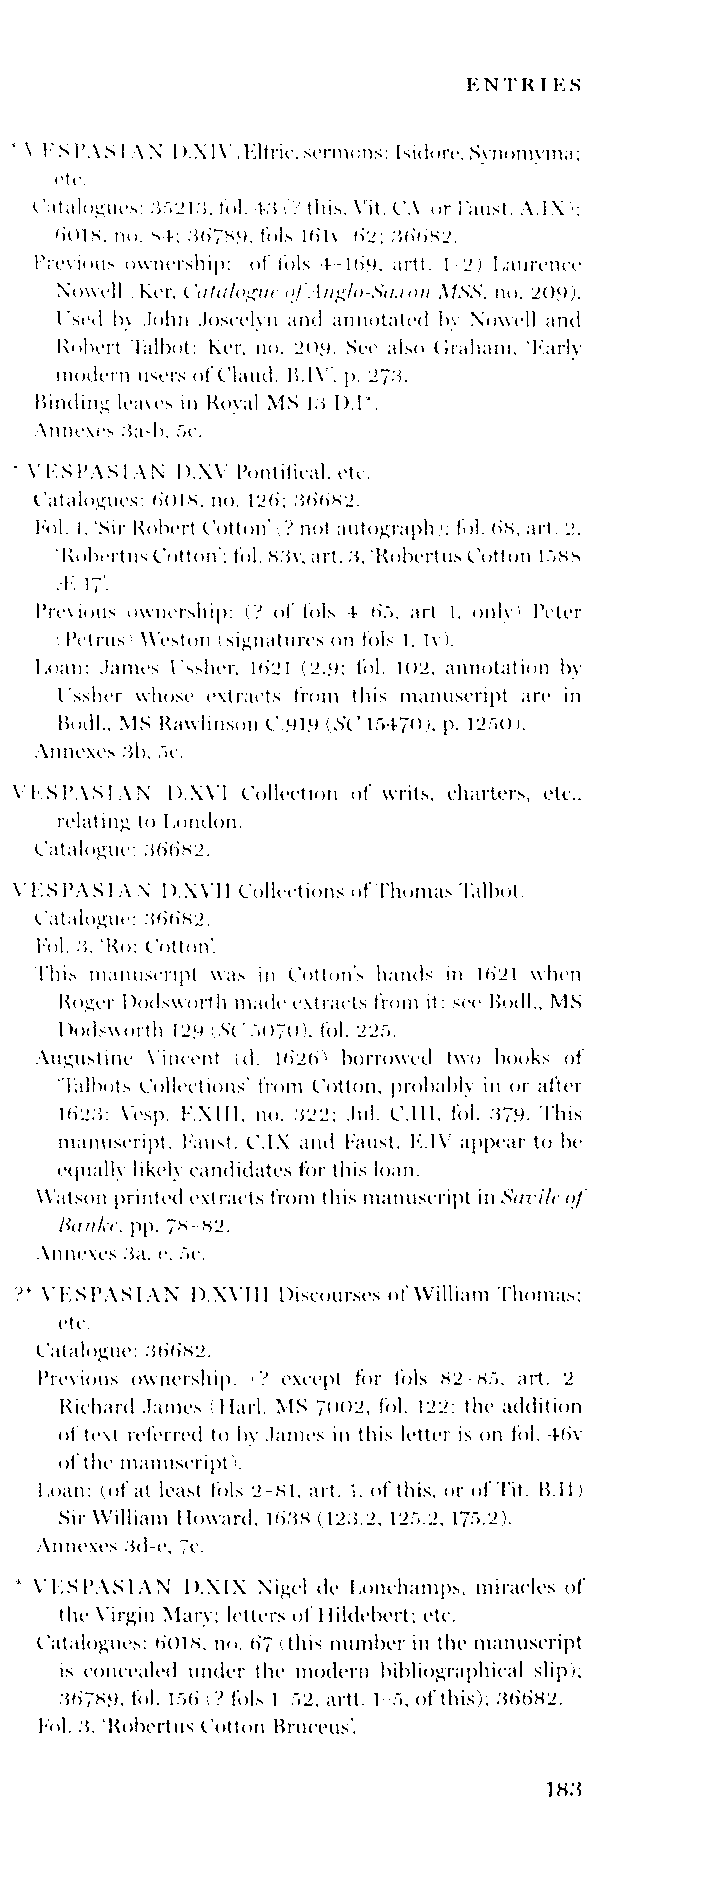 ENTRIES
* VESPASIAN D.XIV Ælfric, sermons; Isidore, Synonyma;
etc.
Catalogues: 35213, fol. 43 (? this, Vit. C.V or Faust. A.IX);
6018, no. 84; 36789, fols 161v–62; 36682.
Previous ownership: (of fols 4–169, artt. 1–2) Laurence
Nowell (Ker, Catalogue of Anglo-Saxon MSS, no. 209).
Used by John Joscelyn and annotated by Nowell and
Robert Talbot: Ker, no. 209. See also Graham, 'Early
modern users of Claud. B.IV', p. 273.
Binding leaves in Royal MS 13 D.I*.
Annexes 3a-b, 5c.
* VESPASIAN D.XV Pontifical, etc.
Catalogues: 6018, no. 126; 36682.
Fol. 1, 'Sir Robert Cotton' (? not autograph); fol. 68, art. 2,
'Robertus Cotton'; fol. 83v, art. 3, 'Robertus Cotton 1588
Æ 17'.
Previous ownership: (? of fols 4–65, art 1, only) Peter
(Petrus) Weston (signatures on fols 1, 1v).
Loan: James Ussher, 1621 (2.9; fol. 102, annotation by
Ussher whose extracts from this manuscript are in
Bodl., MS Rawlinson C.919 (SC 15470), p. 1250).
Annexes 3b, 5c.
VESPASIAN D.XVI Collection of writs, charters, etc.,
relating to London.
Catalogue: 36682.
VESPASIAN D.XVII Collections of Thomas Talbot.
Catalogue: 36682.
Fol. 3, 'Ro: Cotton'.
This manuscript was in Cotton's hands in 1621 when
Roger Dodsworth made extracts from it: see Bodl., MS
Dodsworth 129 (SC 5070), fol. 225.
Augustine Vincent (d. 1626) borrowed two books of
'Talbots Collections' from Cotton, probably in or after
1623: Vesp. F.XIII, no. 322; Jul. C.III, fol. 379. This
manuscript, Faust. C.IX and Faust. E.IV appear to be
equally likely candidates for this loan.
Watson printed extracts from this manuscript in Savile of
Banke, pp. 78–82.
Annexes 3a, e, 5c.
?* VESPASIAN D.XVIII Discourses of William Thomas;
etc.
Catalogue: 36682.
Previous ownership. (? except for fols 82–85, art. 2)
Richard James (Harl. MS 7002, fol. 122: the addition
of text referred to by James in this letter is on fol. 46v
of the manuscript).
Loan: (of at least fols 2–81, art. 1, of this, or of Tit. B.II)
Sir William Howard, 1638 (123.2, 125.2, 175.2).
Annexes 3d-e, 7c.
* VESPASIAN D.XIX Nigel de Lonchamps, miracles of
the Virgin Mary; letters of Hildebert; etc.
Catalogues: 6018, no. 67 (this number in the manuscript
is concealed under the modern bibliographical slip);
36789, fol. 156 (? fols 1–52, artt. 1–5, of this); 36682.
Fol. 3, 'Robertus Cotton Bruceus'.
183